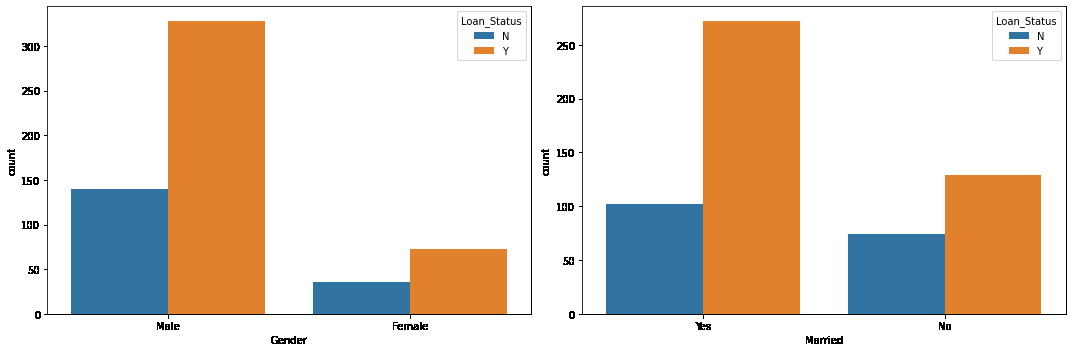 Loan_Status
N
Y
300
250
200
150
100
50
0
count
Male
Female
Gender
Loan_Status
N
Y
250
200
150
100
50
0
count
Yes
No
Married